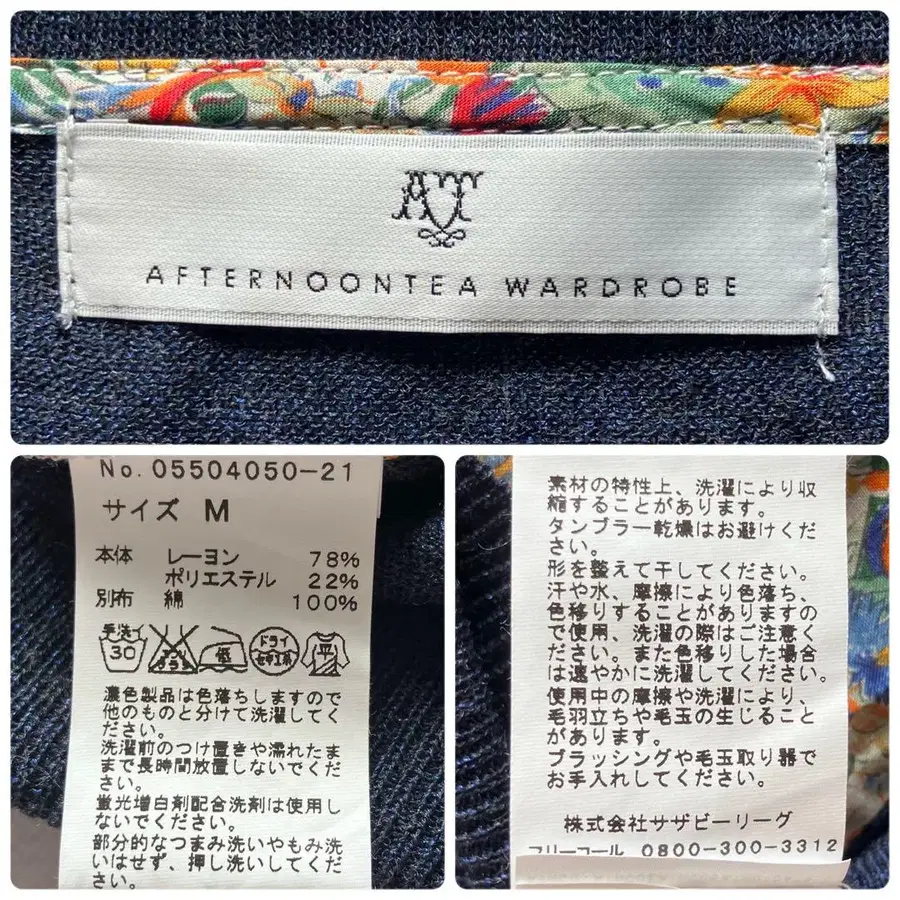 AT
AFTERNOONTEA WARDROBE
No.05504050-21
サイズ M
本体 レーヨン 78%
ポリエステル 22%
別布 綿 100%
手洗イ
30
エンソサラシ
低
ドライ
セキユ系
平
濃色製品は色落ちしますので
他のものと分けて洗濯してく
ださい。
洗濯前のつけ置きや濡れたま
まで長時間放置しないでくだ
さい。
蛍光増白剤配合洗剤は使用し
ないでください。
部分的なつまみ洗いやもみ洗
いはせず、押し洗いしてくだ
さい。
素材の特性上、洗濯により収
縮することがあります。
タンブラー乾燥はお避けくだ
さい。
形を整えて干してください。
汗や水、摩擦により色落ち、
色移りすることがありますの
で使用、洗濯の際はご注意く
ださい。また色移りした場合
は速やかに洗濯してください。
使用中の摩擦や洗濯により、
毛羽立ちや毛玉の生じること
があります。
ブラッシングや毛玉取り器で
お手入れしてください。
株式会社サザビーリーグ
フリーコール 0800-300-3312